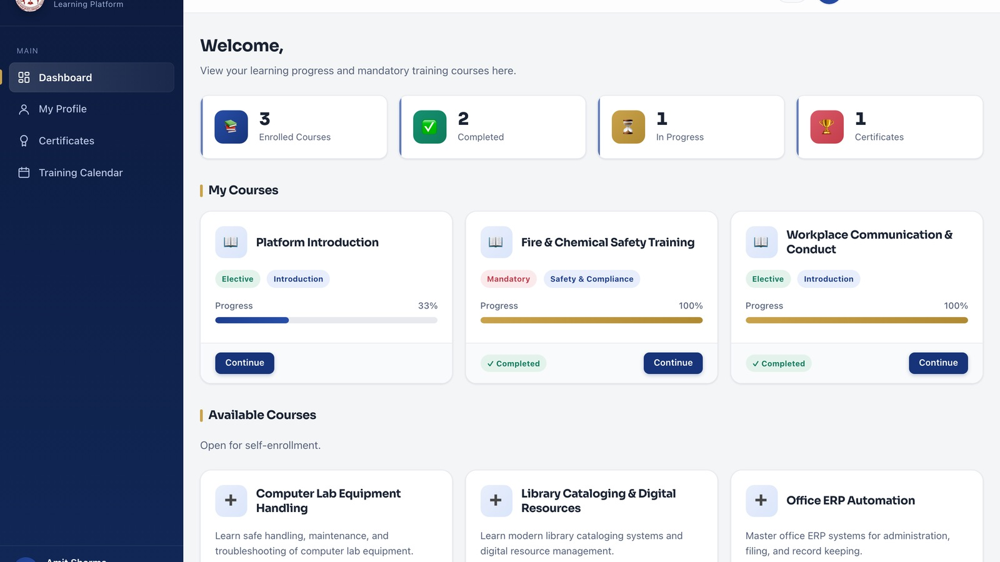 Learning Platform
MAIN
Dashboard
My Profile
Certificates
Training Calendar
Amit Sharma
Welcome,
View your learning progress and mandatory training courses here.
3
Enrolled Courses
2
Completed
1
In Progress
1
Certificates
My Courses
Platform Introduction
Elective
Introduction
Progress
33%
Continue
Fire & Chemical Safety Training
Mandatory
Safety & Compliance
Progress
100%
✓ Completed
Continue
Workplace Communication &
Conduct
Elective
Introduction
Progress
100%
✓ Completed
Continue
Available Courses
Open for self-enrollment.
Computer Lab Equipment
Handling
Learn safe handling, maintenance, and
troubleshooting of computer lab equipment.
Library Cataloging & Digital
Resources
Learn modern library cataloging systems and
digital resource management.
Office ERP Automation
Master office ERP systems for administration,
filing, and record keeping.